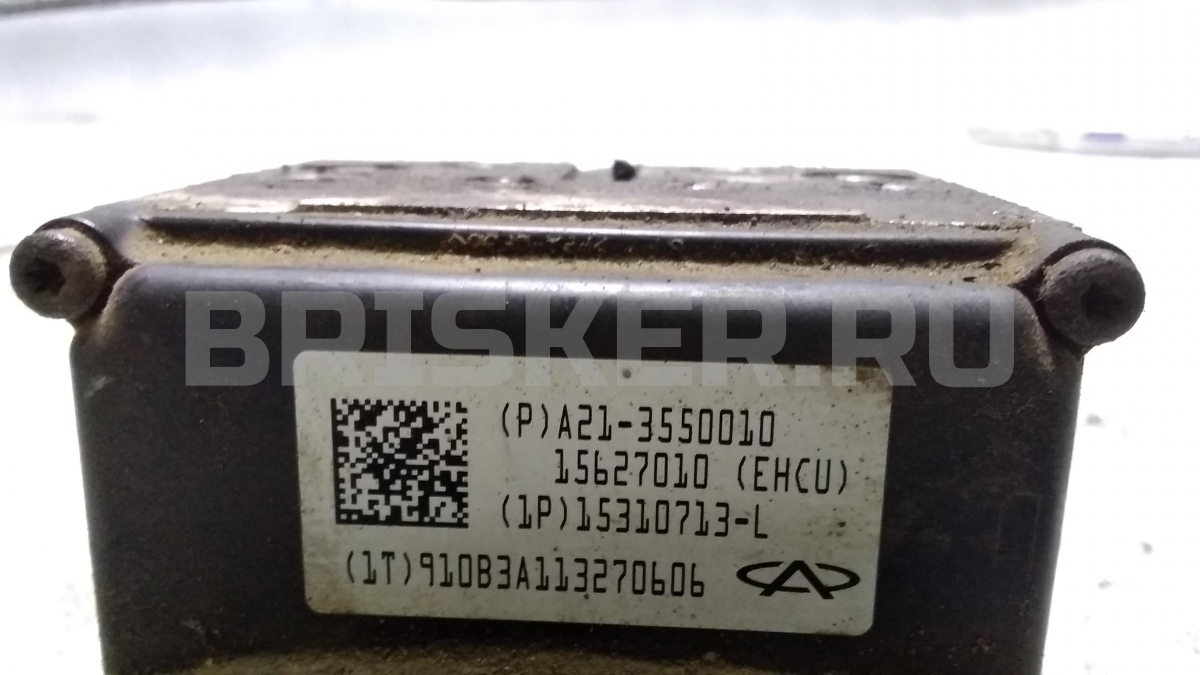 BRISKER.RU
(P)A21-3550010
15627010 (EHCU)
(1P)15310713-L
(1T)910B3A113270606